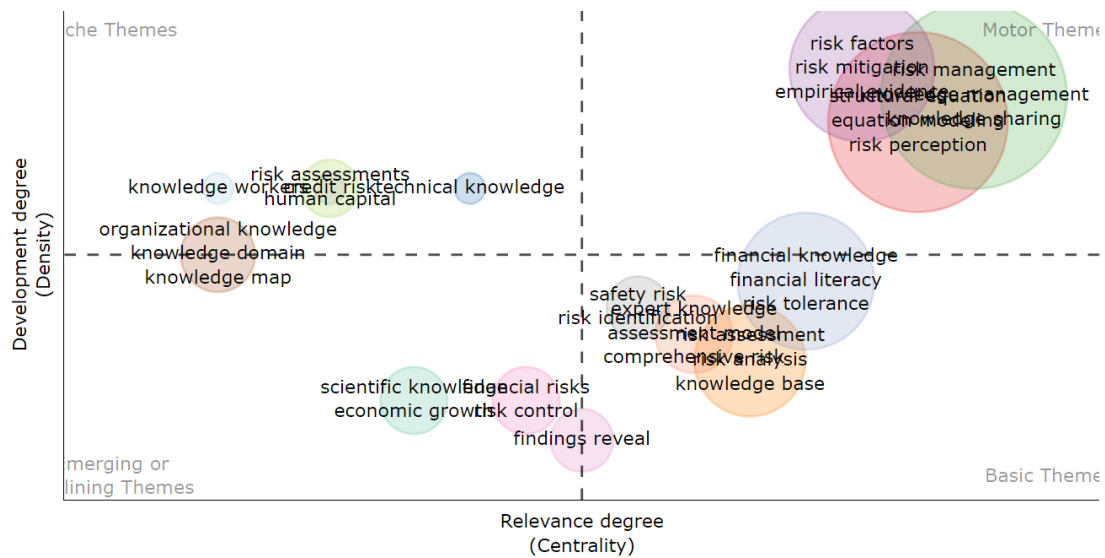 che Themes
Motor Theme
risk factors
risk mitigation
empirical evidence
risk management
knowledge management
knowledge sharing
structural equation
equation modeling
risk perception
knowledge workers
risk assessments
human capital
credit risk
technical knowledge
organizational knowledge
knowledge domain
knowledge map
financial knowledge
financial literacy
risk tolerance
safety risk
risk identification
expert knowledge
assessment model
comprehensive risk
risk assessment
risk analysis
knowledge base
scientific knowledge
economic growth
financial risks
risk control
findings reveal
Emerging or
lining Themes
Basic Theme
Development degree
(Density)
Relevance degree
(Centrality)